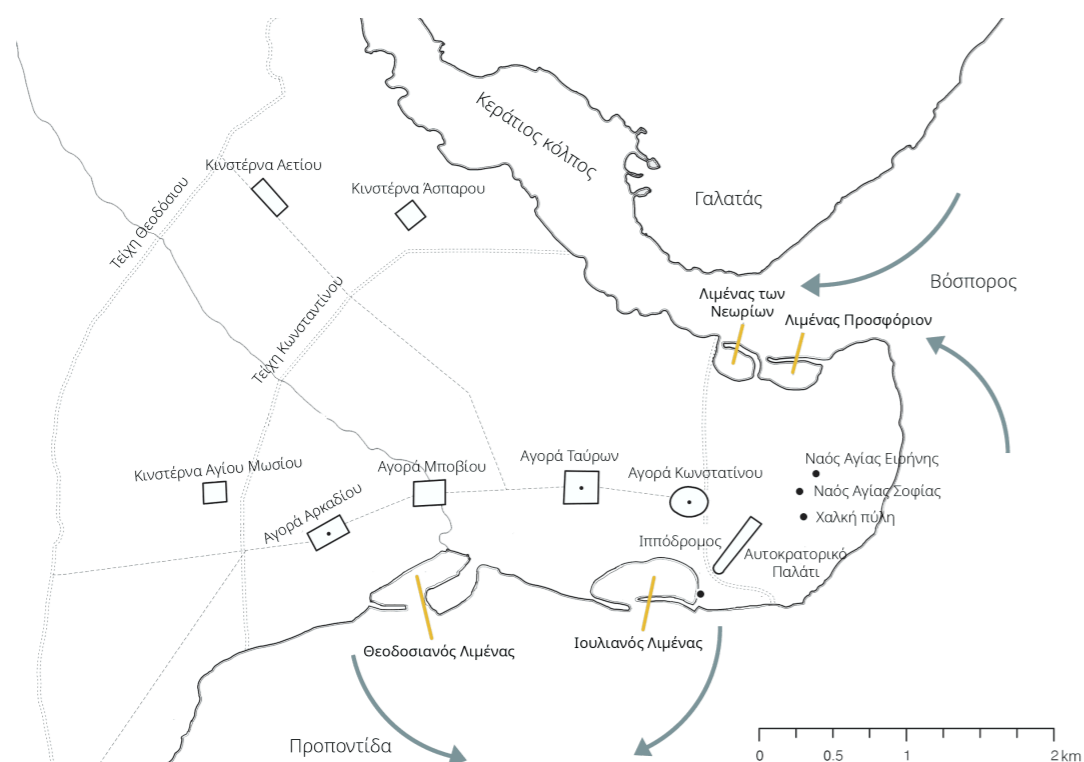 Κεράτιος κόλπος
Κινστέρνα Αετίου
Κινστέρνα Άσπαρου
Γαλατάς
Τείχη Θεοδόσιου
Βόσπορος
Λιμένας των
Νεωρίων
Λιμένας Προσφόριον
Τείχη Κωνσταντίνου
Κινστέρνα Αγίου Μωσίου
Αγορά Μποβίου
Αγορά Ταύρων
Αγορά Κωνστατίνου
Ναός Αγίας Ειρήνης
Ναός Αγίας Σοφίας
Χαλκή πύλη
Αγορά Αρκαδίου
Ιππόδρομος
Αυτοκρατορικό
Παλάτι
Θεοδοσιανός Λιμένας
Ιουλιανός Λιμένας
Προποντίδα
0 0.5 1 2 km